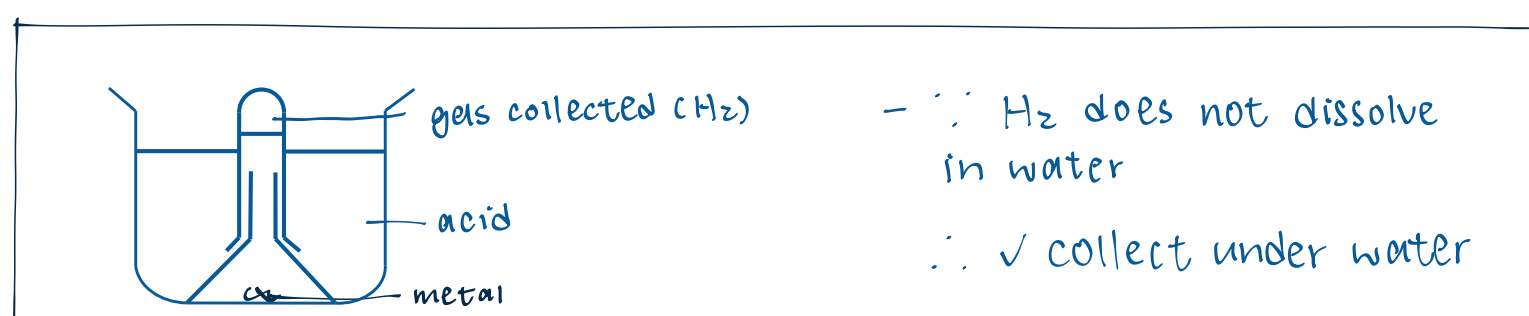 gas collected (H₂)
acid
metal
- ∵ H₂ does not dissolve
in water
∴ ✓ collect under water